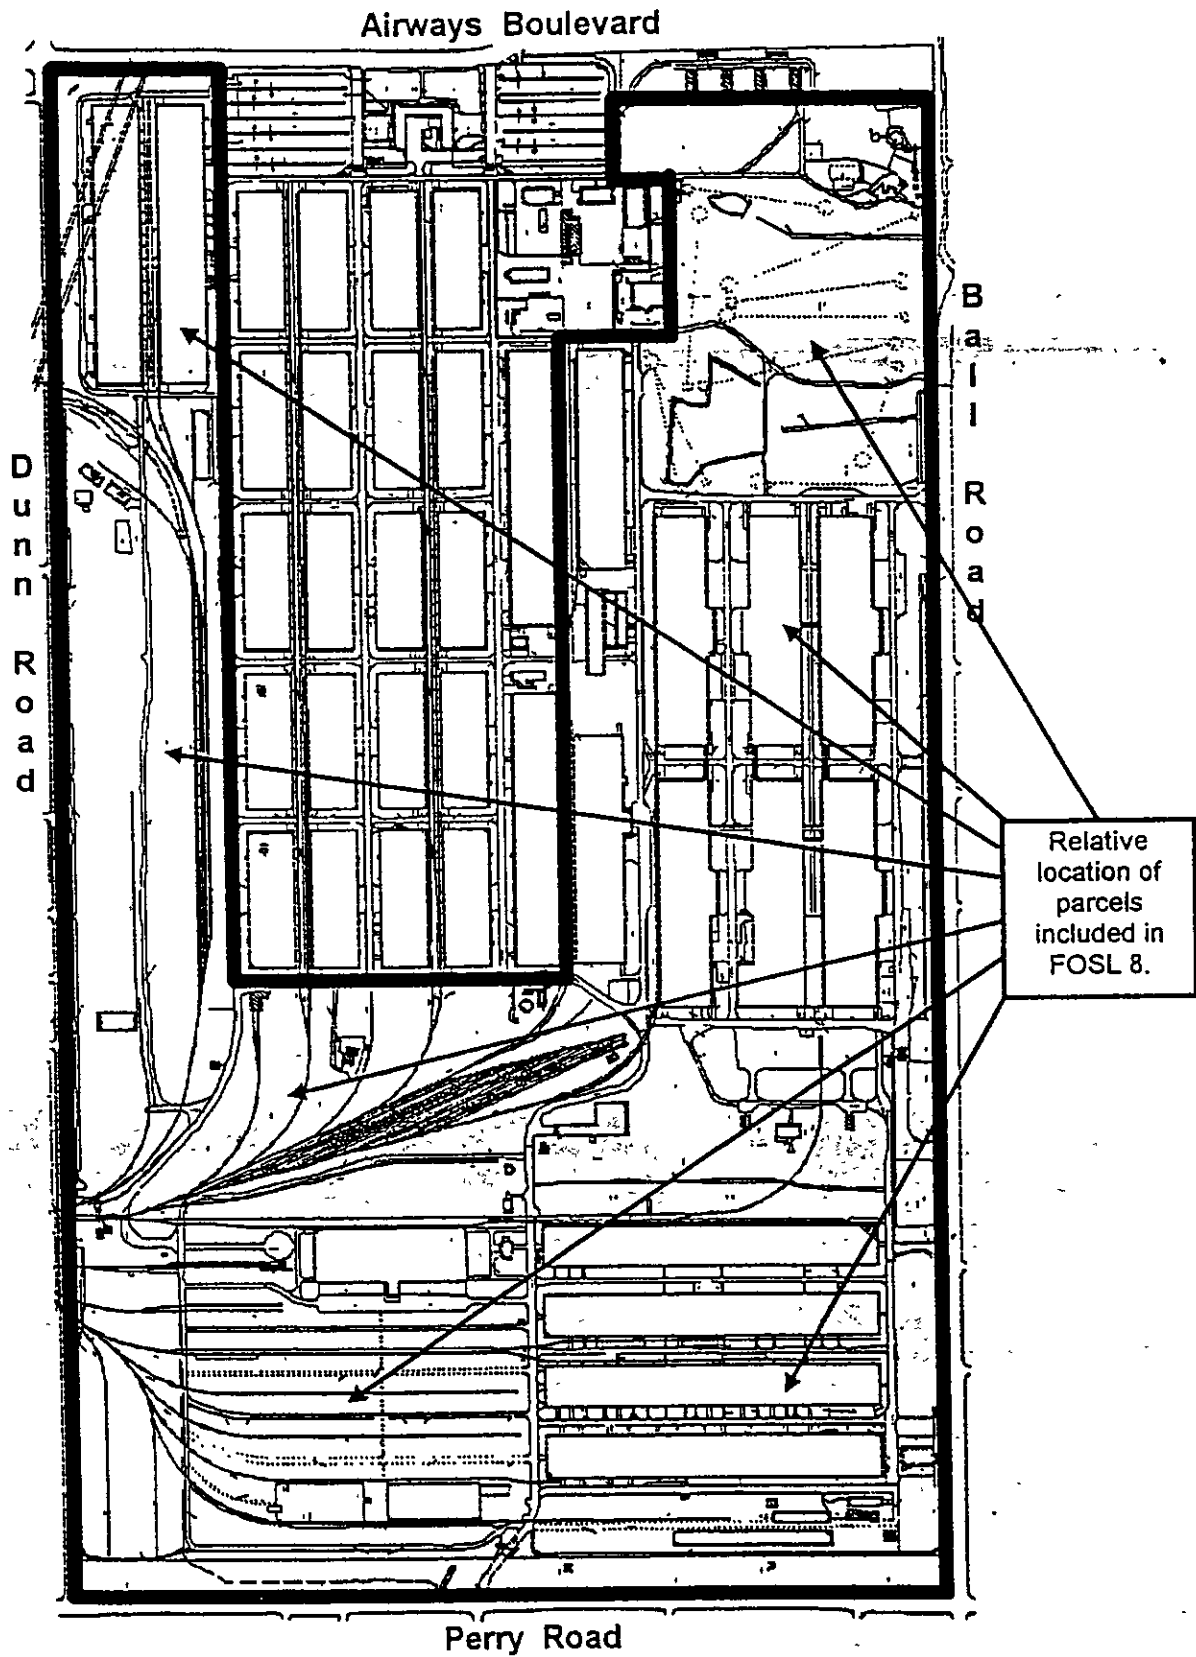 Airways Boulevard
Ball Road
Dunn Road
Relative
location of
parcels
included in
FOSL 8.
Perry Road